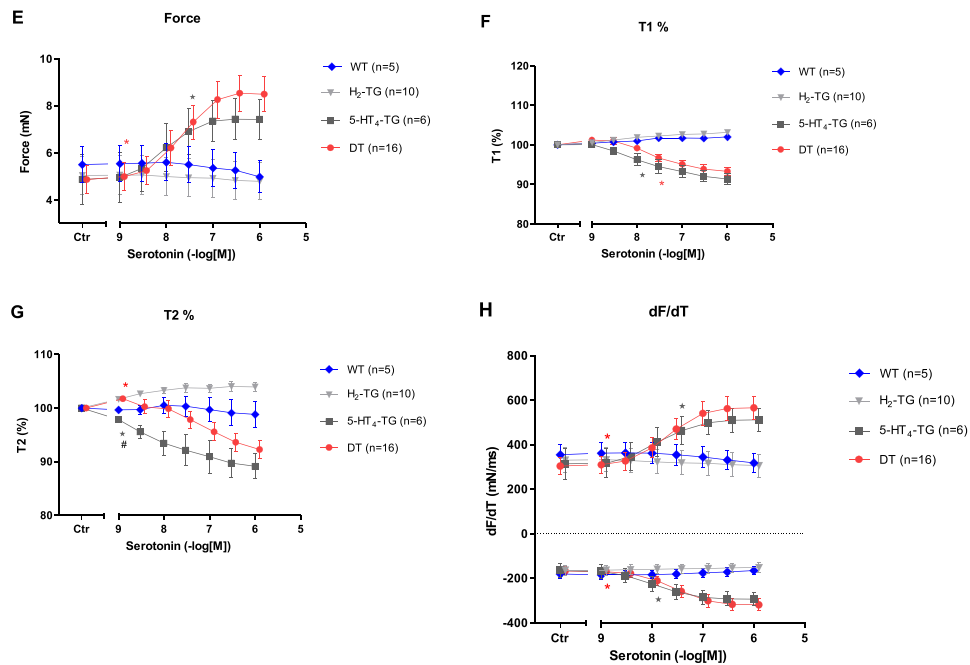 E
Force
10
8
6
4
Force (mN)
Ctr
9
8
7
6
5
Serotonin (-log[M])
*
*
WT (n=5)
H₂-TG (n=10)
5-HT₄-TG (n=6)
DT (n=16)
F
T1 %
120
110
100
90
80
T1 (%)
Ctr
9
8
7
6
5
Serotonin (-log[M])
*
*
WT (n=5)
H₂-TG (n=10)
5-HT₄-TG (n=6)
DT (n=16)
G
T2 %
110
100
90
80
T2 (%)
Ctr
9
8
7
6
5
Serotonin (-log[M])
*
*
#
WT (n=5)
H₂-TG (n=10)
5-HT₄-TG (n=6)
DT (n=16)
H
dF/dT
800
600
400
200
0
-200
-400
dF/dT (mN/ms)
Ctr
9
8
7
6
5
Serotonin (-log[M])
*
*
*
*
WT (n=5)
H₂-TG (n=10)
5-HT₄-TG (n=6)
DT (n=16)